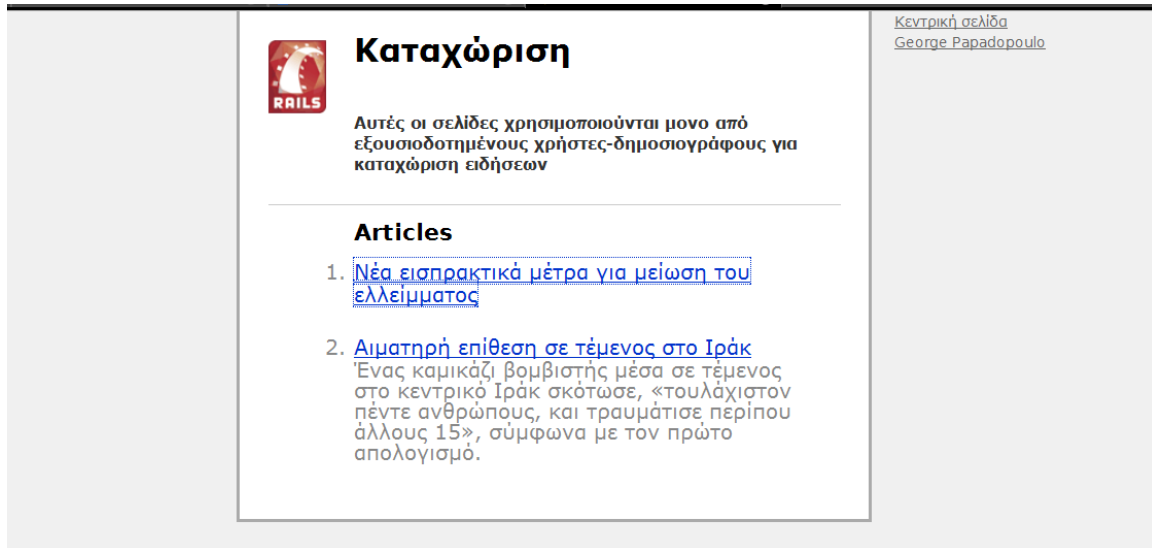 Κεντρική σελίδα
George Papadopoulo
RAILS
Καταχώριση
Αυτές οι σελίδες χρησιμοποιούνται μονο από
εξουσιοδοτημένους χρήστες-δημοσιογράφους για
καταχώριση ειδήσεων
Articles
1. Νέα εισπρακτικά μέτρα για μείωση του
ελλείμματος
2. Αιματηρή επίθεση σε τέμενος στο Ιράκ
Ένας καμικάζι βομβιστής μέσα σε τέμενος
στο κεντρικό Ιράκ σκότωσε, «τουλάχιστον
πέντε ανθρώπους, και τραυμάτισε περίπου
άλλους 15», σύμφωνα με τον πρώτο
απολογισμό.